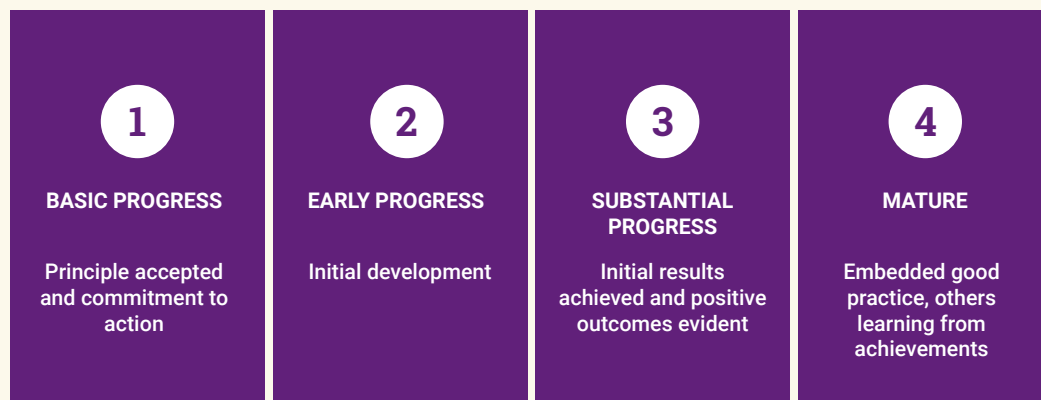 1
BASIC PROGRESS
Principle accepted
and commitment to
action
2
EARLY PROGRESS
Initial development
3
SUBSTANTIAL
PROGRESS
Initial results
achieved and positive
outcomes evident
4
MATURE
Embedded good
practice, others
learning from
achievements